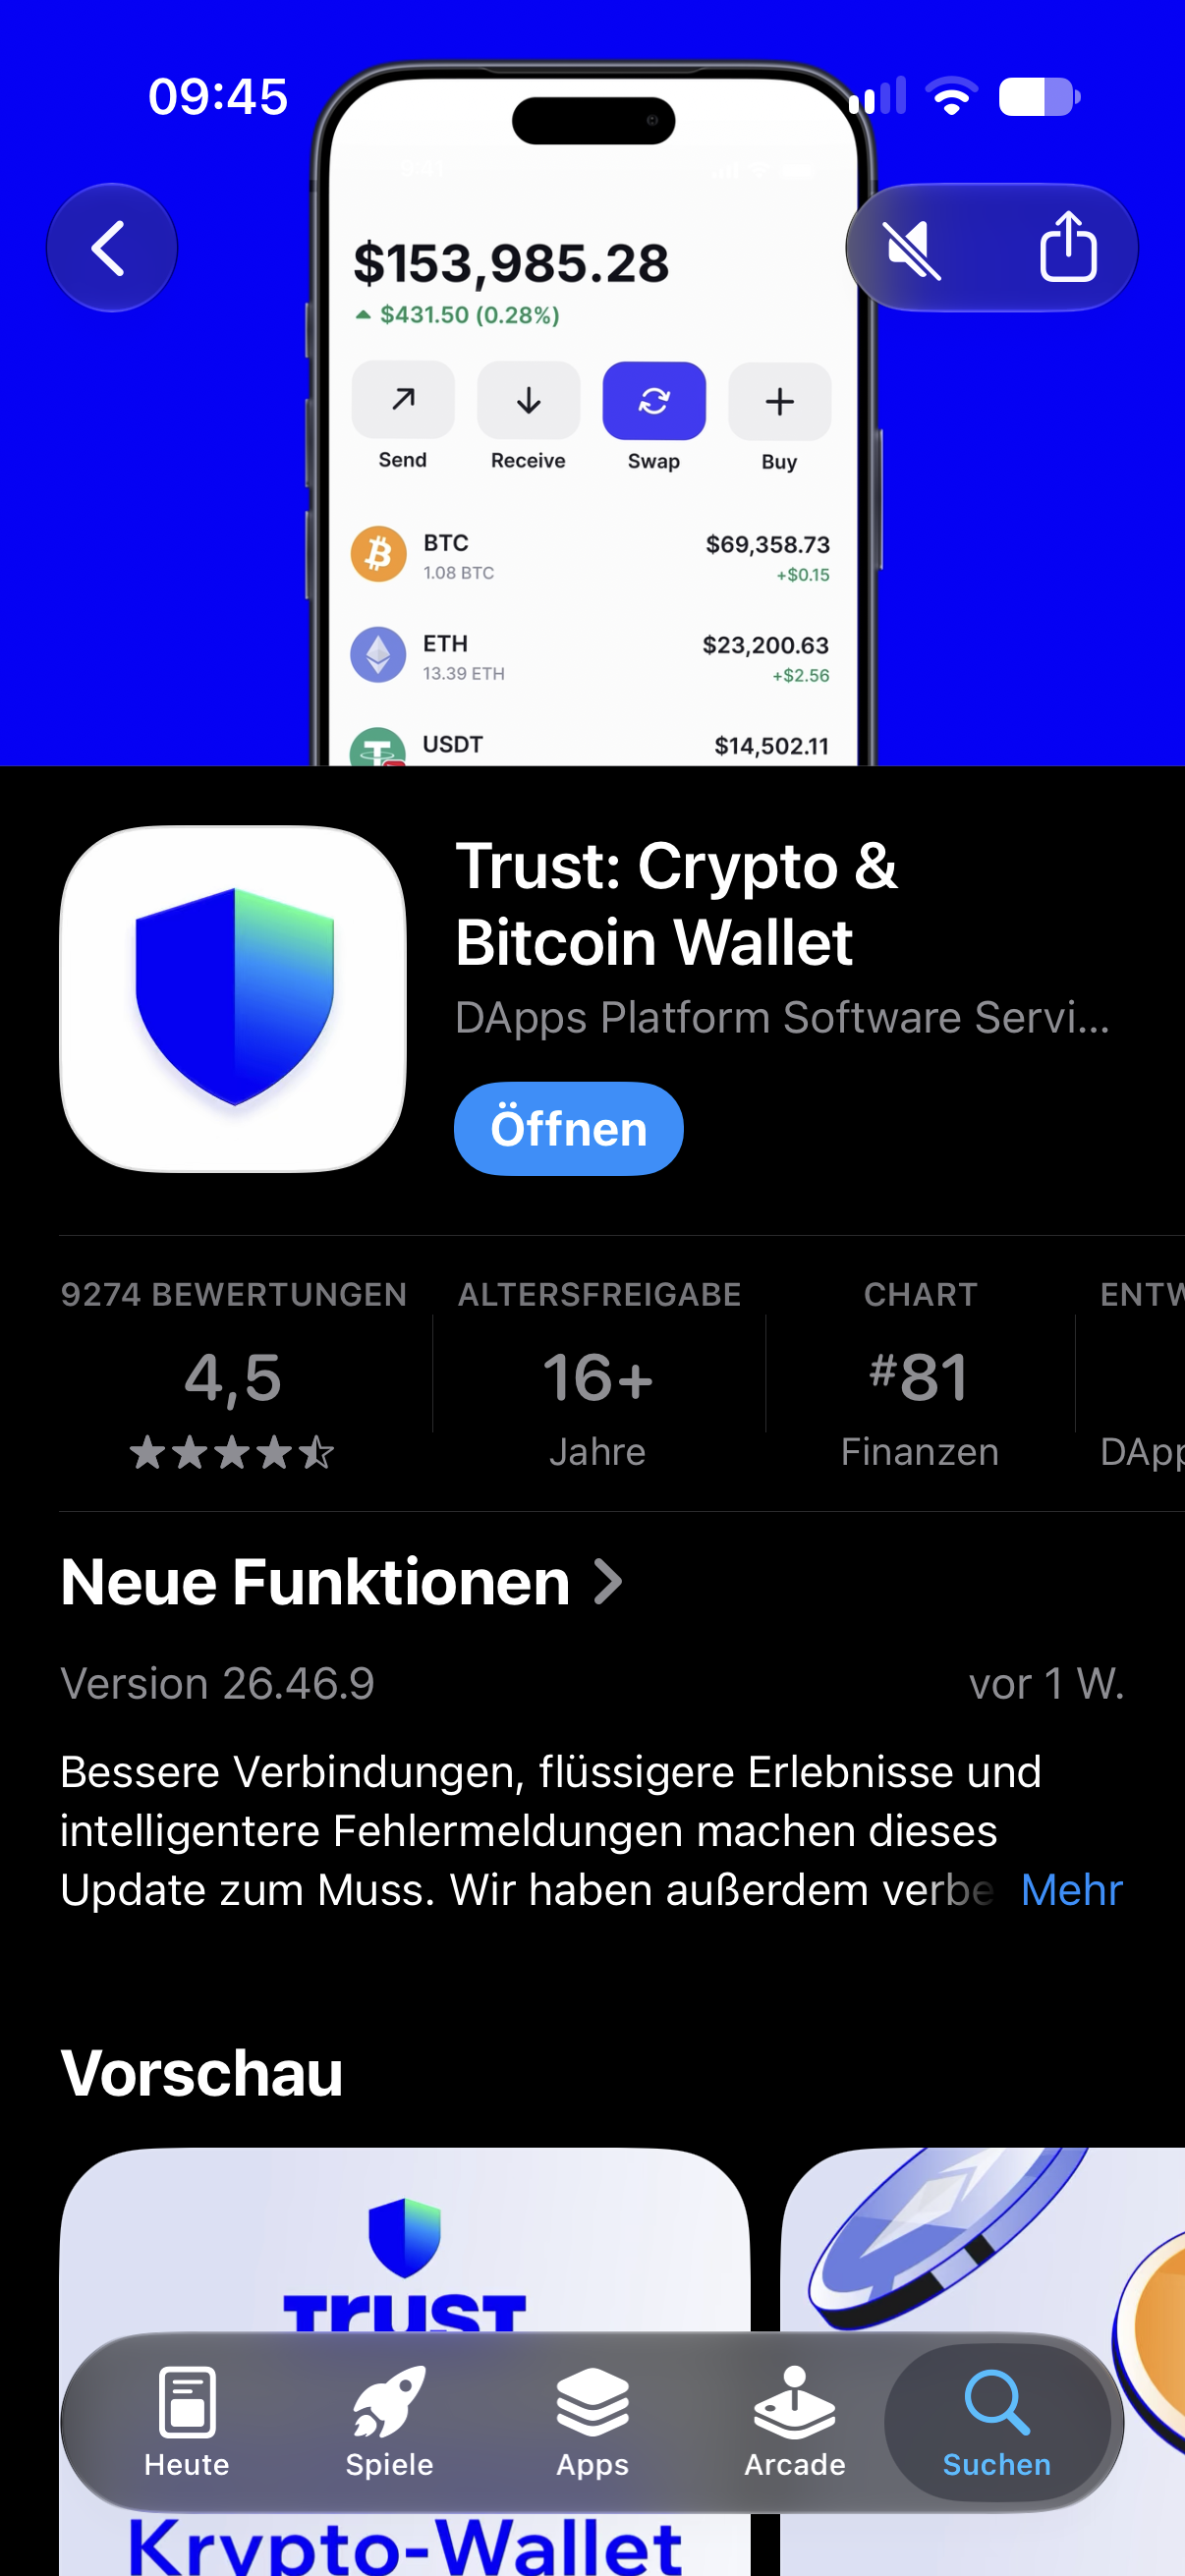 09:45
$153,985.28
$431.50 (0.28%)
Send Receive Swap Buy
BTC $69,358.73
1.08 BTC +$0.15
ETH $23,200.63
13.39 ETH +$2.56
USDT $14,502.11
Trust: Crypto &
Bitcoin Wallet
DApps Platform Software Servi...
Öffnen
9274 BEWERTUNGEN ALTERSFREIGABE CHART ENTW
4,5 16+ #81
Jahre Finanzen DApp
Neue Funktionen
Version 26.46.9 vor 1 W.
Bessere Verbindungen, flüssigere Erlebnisse und
intelligentere Fehlermeldungen machen dieses
Update zum Muss. Wir haben außerdem verbe Mehr
Vorschau
TRUST
Heute Spiele Apps Arcade Suchen
Krypto-Wallet